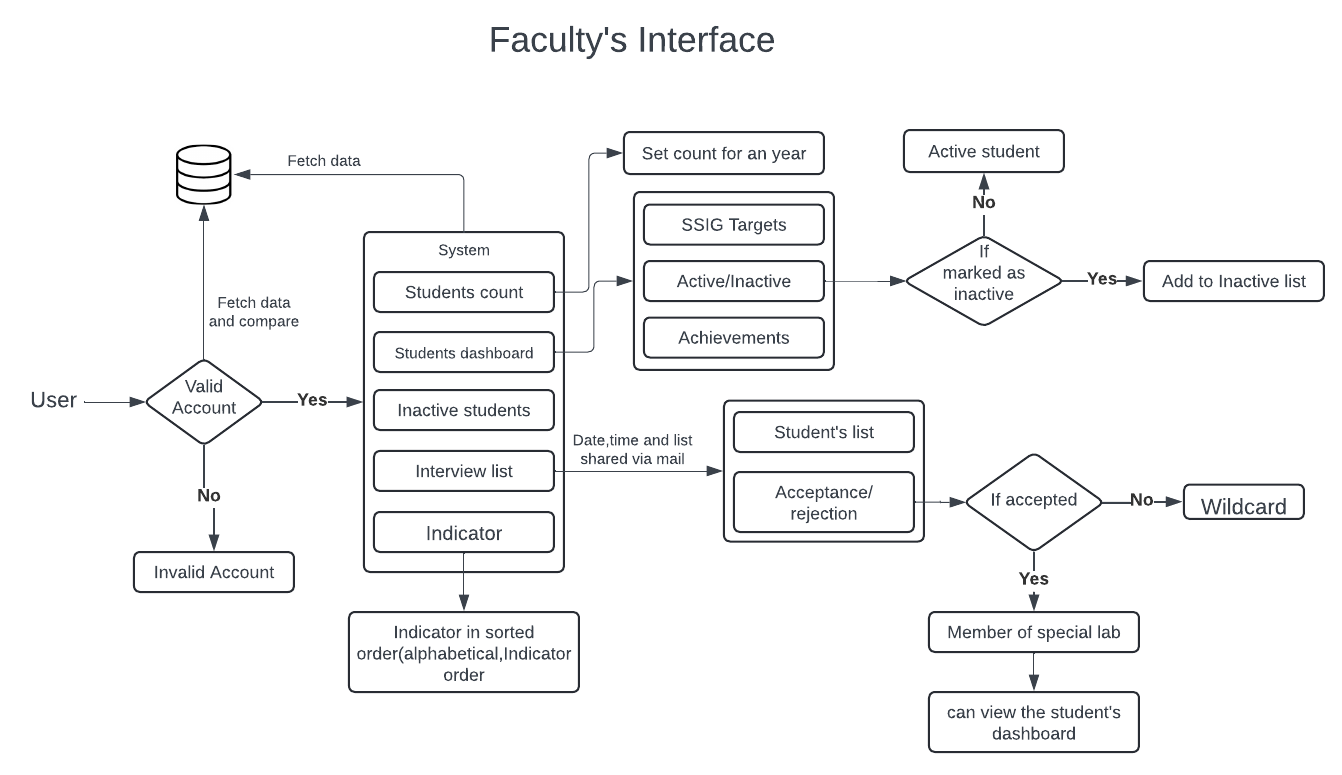 Faculty's Interface
Fetch data
Set count for an year
Active student
No
SSIG Targets
If
marked as
inactive
System
Students count
Active/Inactive
Yes
Add to Inactive list
Fetch data
and compare
Students dashboard
Achievements
User
Valid
Account
Yes
Inactive students
Student's list
Date,time and list
shared via mail
Interview list
Acceptance/
rejection
If accepted
No
Wildcard
No
Indicator
Invalid Account
Yes
Indicator in sorted
order(alphabetical,Indicator
order
Member of special lab
can view the student's
dashboard